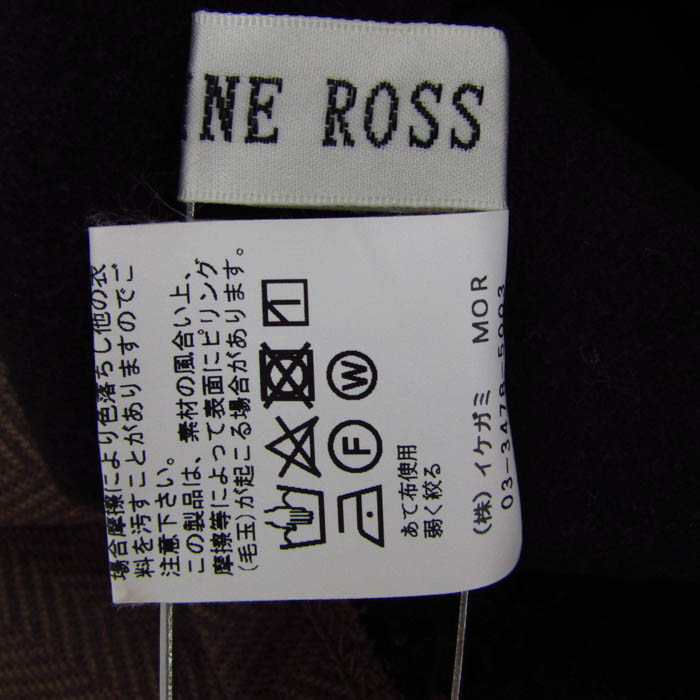 NE ROSS
場合摩擦により色落ちし他の衣
料を汚すことがありますのでご
注意下さい。
この製品は、素材の風合い上、
摩擦等によって表面にピリング
(毛玉)が起こる場合があります。
W
F
あて布使用
弱く絞る
(株)イケガミ MOR
03-3478-5003